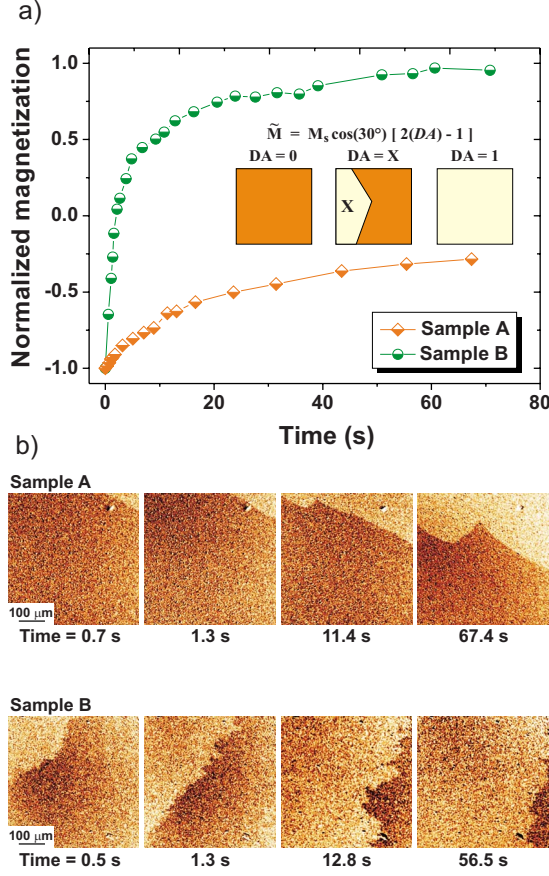 a)
Normalized magnetization
1.0
0.5
0.0
-0.5
-1.0
M̃ = Mₛ cos(30°) [ 2(DA) - 1 ]
DA = 0 DA = X DA = 1
X
Sample A
Sample B
0 20 40 60 80
Time (s)
b)
Sample A
100 μm
Time = 0.7 s 1.3 s 11.4 s 67.4 s
Sample B
100 μm
Time = 0.5 s 1.3 s 12.8 s 56.5 s